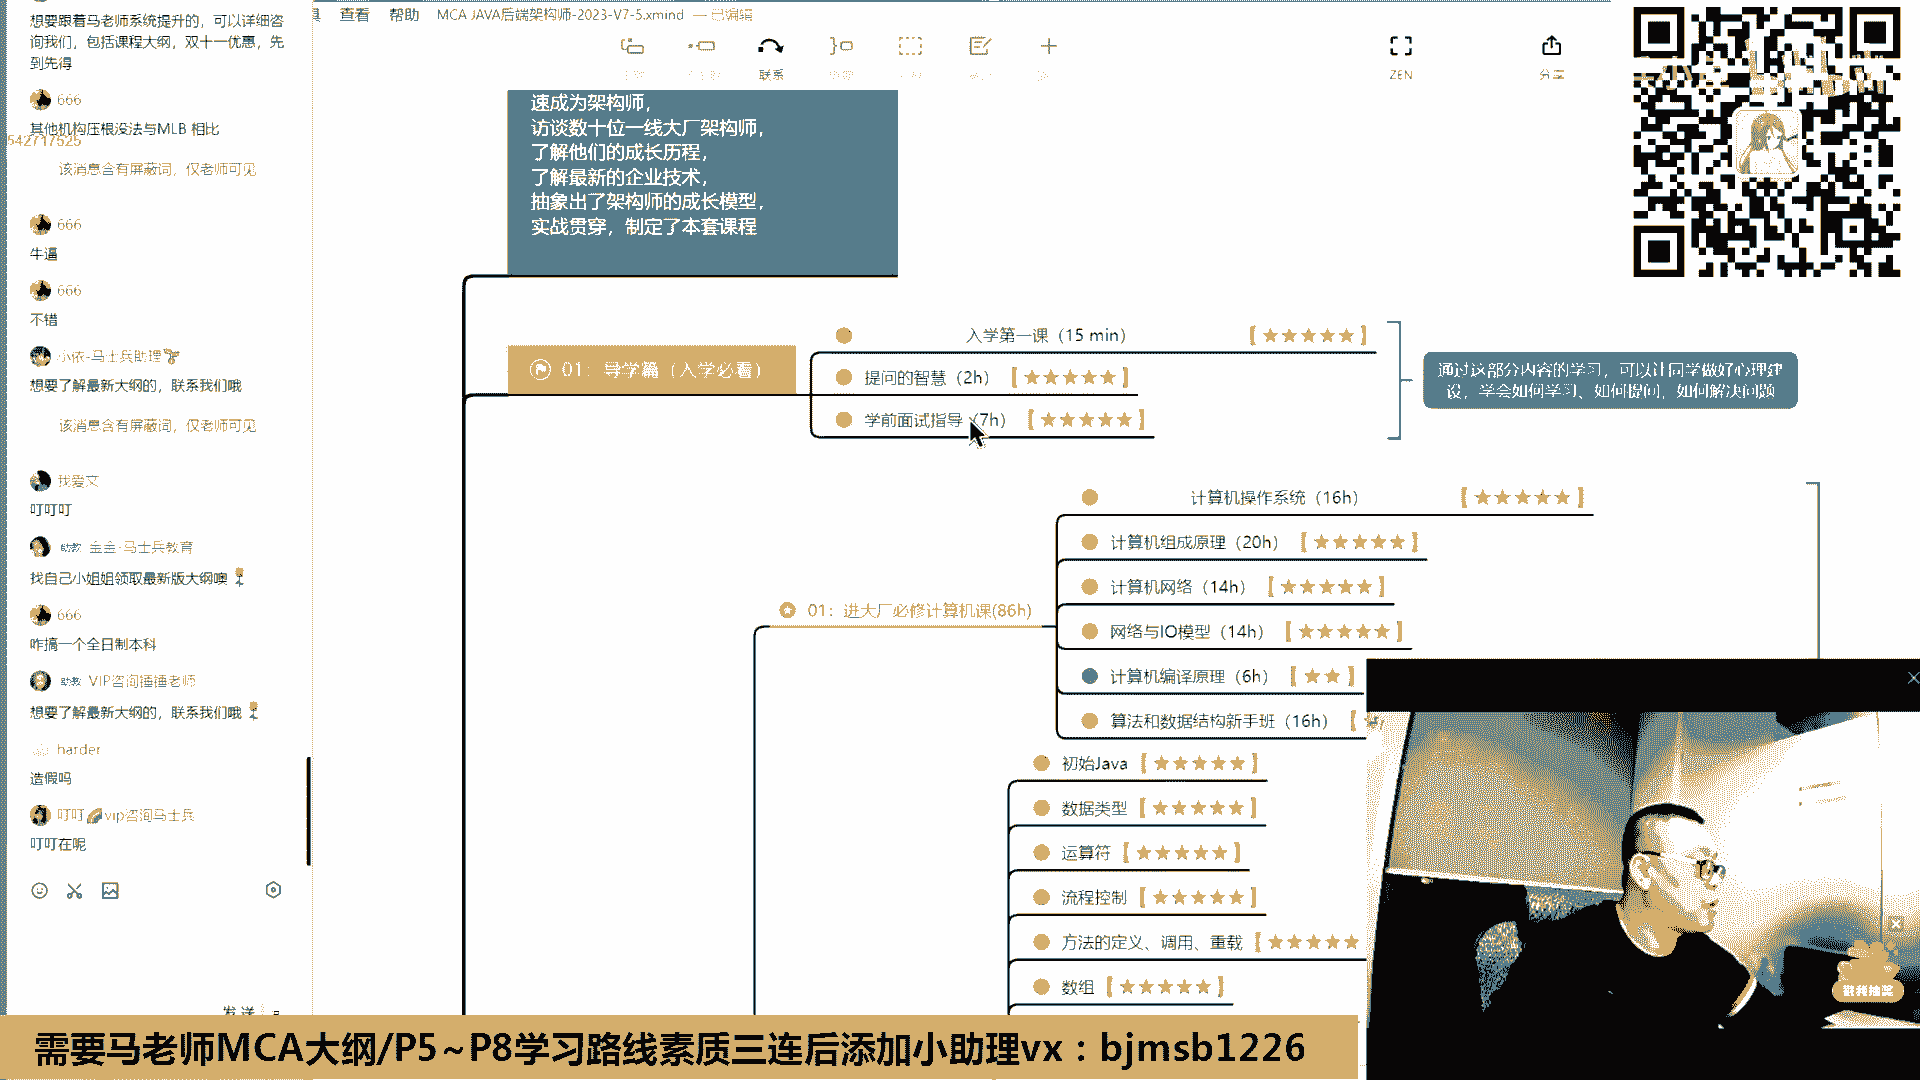 想要跟着马老师系统提升的，可以详细咨
询我们，包括课程大纲，双十一优惠，先
到先得
666
其他机构压根没法与MLB 相比
542717525
该消息含有屏蔽词，仅老师可见
666
牛逼
666
不错
小依-马士兵助理
想要了解最新大纲的，联系我们哦
该消息含有屏蔽词，仅老师可见
我爱文
叮叮叮
助教 金金-马士兵教育
找自己小姐姐领取最新版大纲噢
666
咋搞一个全日制本科
助教 VIP咨询锤锤老师
想要了解最新大纲的，联系我们哦
harder
造假吗
叮叮🌈vip咨询马士兵
叮叮在呢
发送
查看 帮助 MCA JAVA后端架构师-2023-V7-5.xmind — 已编辑
联系
ZEN
分享
速成为架构师，
访谈数十位一线大厂架构师，
了解他们的成长历程，
了解最新的企业技术，
抽象出了架构师的成长模型，
实战贯穿，制定了本套课程
01：导学篇（入学必看）
入学第一课（15 min） 【★★★★★】
提问的智慧（2h）【★★★★★】
学前面试指导（7h）【★★★★★】
通过这部分内容的学习，可以让同学做好心理建
设，学会如何学习、如何提问，如何解决问题
01：进大厂必修计算机课(86h)
计算机操作系统（16h） 【★★★★★】
计算机组成原理（20h）【★★★★★】
计算机网络（14h）【★★★★★】
网络与IO模型（14h）【★★★★★】
计算机编译原理（6h）【★★】
算法和数据结构新手班（16h）【★
初始Java【★★★★★】
数据类型【★★★★★】
运算符【★★★★★】
流程控制【★★★★★】
方法的定义、调用、重载【★★★★★
数组【★★★★★】
戳我抽奖
需要马老师MCA大纲/P5~P8学习路线素质三连后添加小助理vx：bjmsb1226